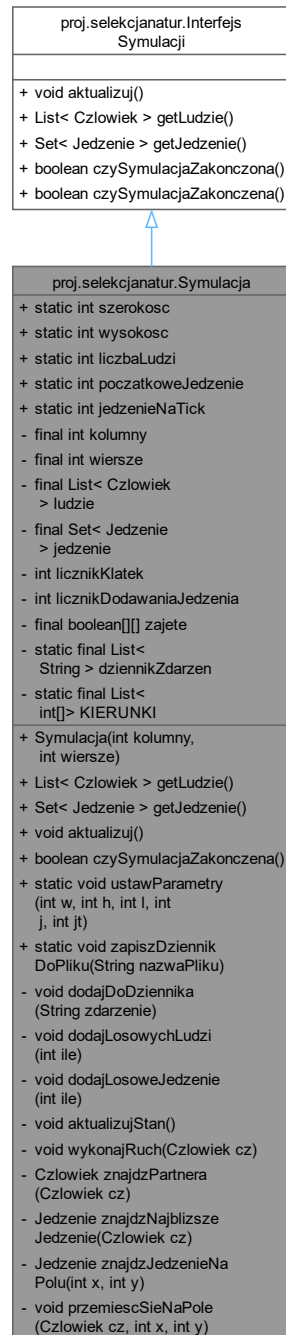 proj.selekcjanatur.Interfejs
Symulacji
+ void aktualizuj()
+ List< Czlowiek > getLudzie()
+ Set< Jedzenie > getJedzenie()
+ boolean czySymulacjaZakonczona()
+ boolean czySymulacjaZakonczena()
proj.selekcjanatur.Symulacja
+ static int szerokosc
+ static int wysokosc
+ static int liczbaLudzi
+ static int poczatkoweJedzenie
+ static int jedzenieNaTick
- final int kolumny
- final int wiersze
- final List< Czlowiek
> ludzie
- final Set< Jedzenie
> jedzenie
- int licznikKlatek
- int licznikDodawaniaJedzenia
- final boolean[][] zajete
- static final List<
String > dziennikZdarzen
- static final List<
int[]> KIERUNKI
+ Symulacja(int kolumny,
int wiersze)
+ List< Czlowiek > getLudzie()
+ Set< Jedzenie > getJedzenie()
+ void aktualizuj()
+ boolean czySymulacjaZakonczena()
+ static void ustawParametry
(int w, int h, int l, int
j, int jt)
+ static void zapiszDziennik
DoPliku(String nazwaPliku)
- void dodajDoDziennika
(String zdarzenie)
- void dodajLosowychLudzi
(int ile)
- void dodajLosoweJedzenie
(int ile)
- void aktualizujStan()
- void wykonajRuch(Czlowiek cz)
- Czlowiek znajdzPartnera
(Czlowiek cz)
- Jedzenie znajdzNajblizsze
Jedzenie(Czlowiek cz)
- Jedzenie znajdzJedzenieNa
Polu(int x, int y)
- void przemiescSieNaPole
(Czlowiek cz, int x, int y)